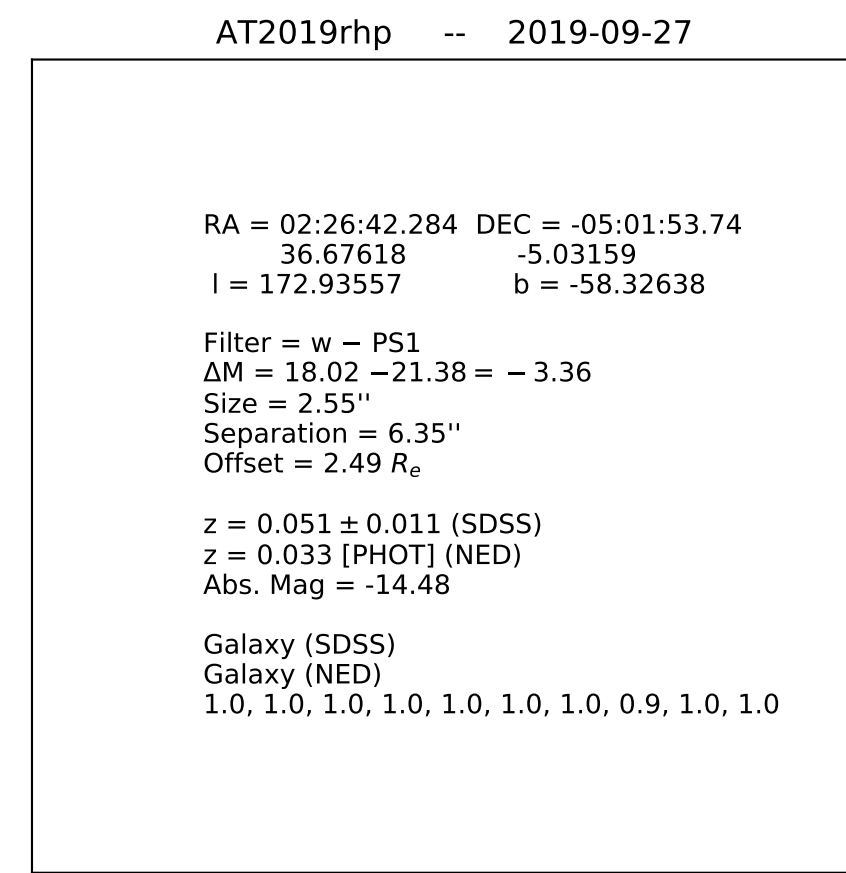 AT2019rhp -- 2019-09-27
RA = 02:26:42.284 DEC = -05:01:53.74
36.67618 -5.03159
l = 172.93557 b = -58.32638
Filter = w − PS1
ΔM = 18.02 −21.38 = − 3.36
Size = 2.55''
Separation = 6.35''
Offset = 2.49 Rₑ
z = 0.051 ± 0.011 (SDSS)
z = 0.033 [PHOT] (NED)
Abs. Mag = -14.48
Galaxy (SDSS)
Galaxy (NED)
1.0, 1.0, 1.0, 1.0, 1.0, 1.0, 1.0, 0.9, 1.0, 1.0